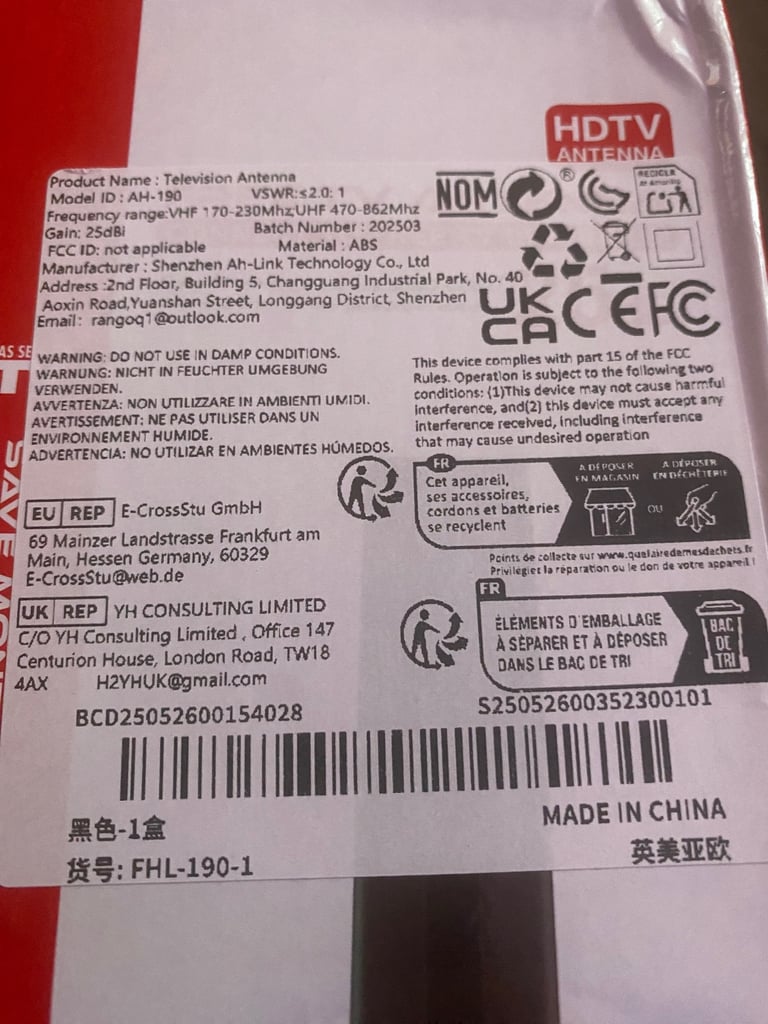 HDTV
ANTENNA
Product Name : Television Antenna
Model ID : AH-190 VSWR:≤2.0: 1
Frequency range:VHF 170-230Mhz;UHF 470-862Mhz
Gain: 25dBi Batch Number : 202503
FCC ID: not applicable Material : ABS
Manufacturer : Shenzhen Ah-Link Technology Co., Ltd
Address :2nd Floor, Building 5, Changguang Industrial Park, No. 40
Aoxin Road,Yuanshan Street, Longgang District, Shenzhen
Email: rangoq1@outlook.com
NOM
®
RECICLA
UK
CA
CE
FC
WARNING: DO NOT USE IN DAMP CONDITIONS.
WARNUNG: NICHT IN FEUCHTER UMGEBUNG
VERWENDEN.
AVVERTENZA: NON UTILIZZARE IN AMBIENTI UMIDI.
AVERTISSEMENT: NE PAS UTILISER DANS UN
ENVIRONNEMENT HUMIDE.
ADVERTENCIA: NO UTILIZAR EN AMBIENTES HÚMEDOS.
This device complies with part 15 of the FCC
Rules. Operation is subject to the following two
conditions: (1)This device may not cause harmful
interference, and(2) this device must accept any
interference received, including interference
that may cause undesired operation
FR
Cet appareil,
ses accessoires,
cordons et batteries
se recyclent
À DÉPOSER
EN MAGASIN
OU
À DÉPOSER
EN DÉCHÈTERIE
Points de collecte sur www.quefairedemesdechets.fr
Privilégiez la réparation ou le don de votre appareil !
EU REP E-CrossStu GmbH
69 Mainzer Landstrasse Frankfurt am
Main, Hessen Germany, 60329
E-CrossStu@web.de
UK REP YH CONSULTING LIMITED
C/O YH Consulting Limited , Office 147
Centurion House, London Road, TW18
4AX H2YHUK@gmail.com
FR
ÉLÉMENTS D'EMBALLAGE
À SÉPARER ET À DÉPOSER
DANS LE BAC DE TRI
BAC
DE
TRI
BCD25052600154028
S25052600352300101
黑色-1盒
MADE IN CHINA
货号: FHL-190-1
英美亚欧
AS SE
SAVE MON